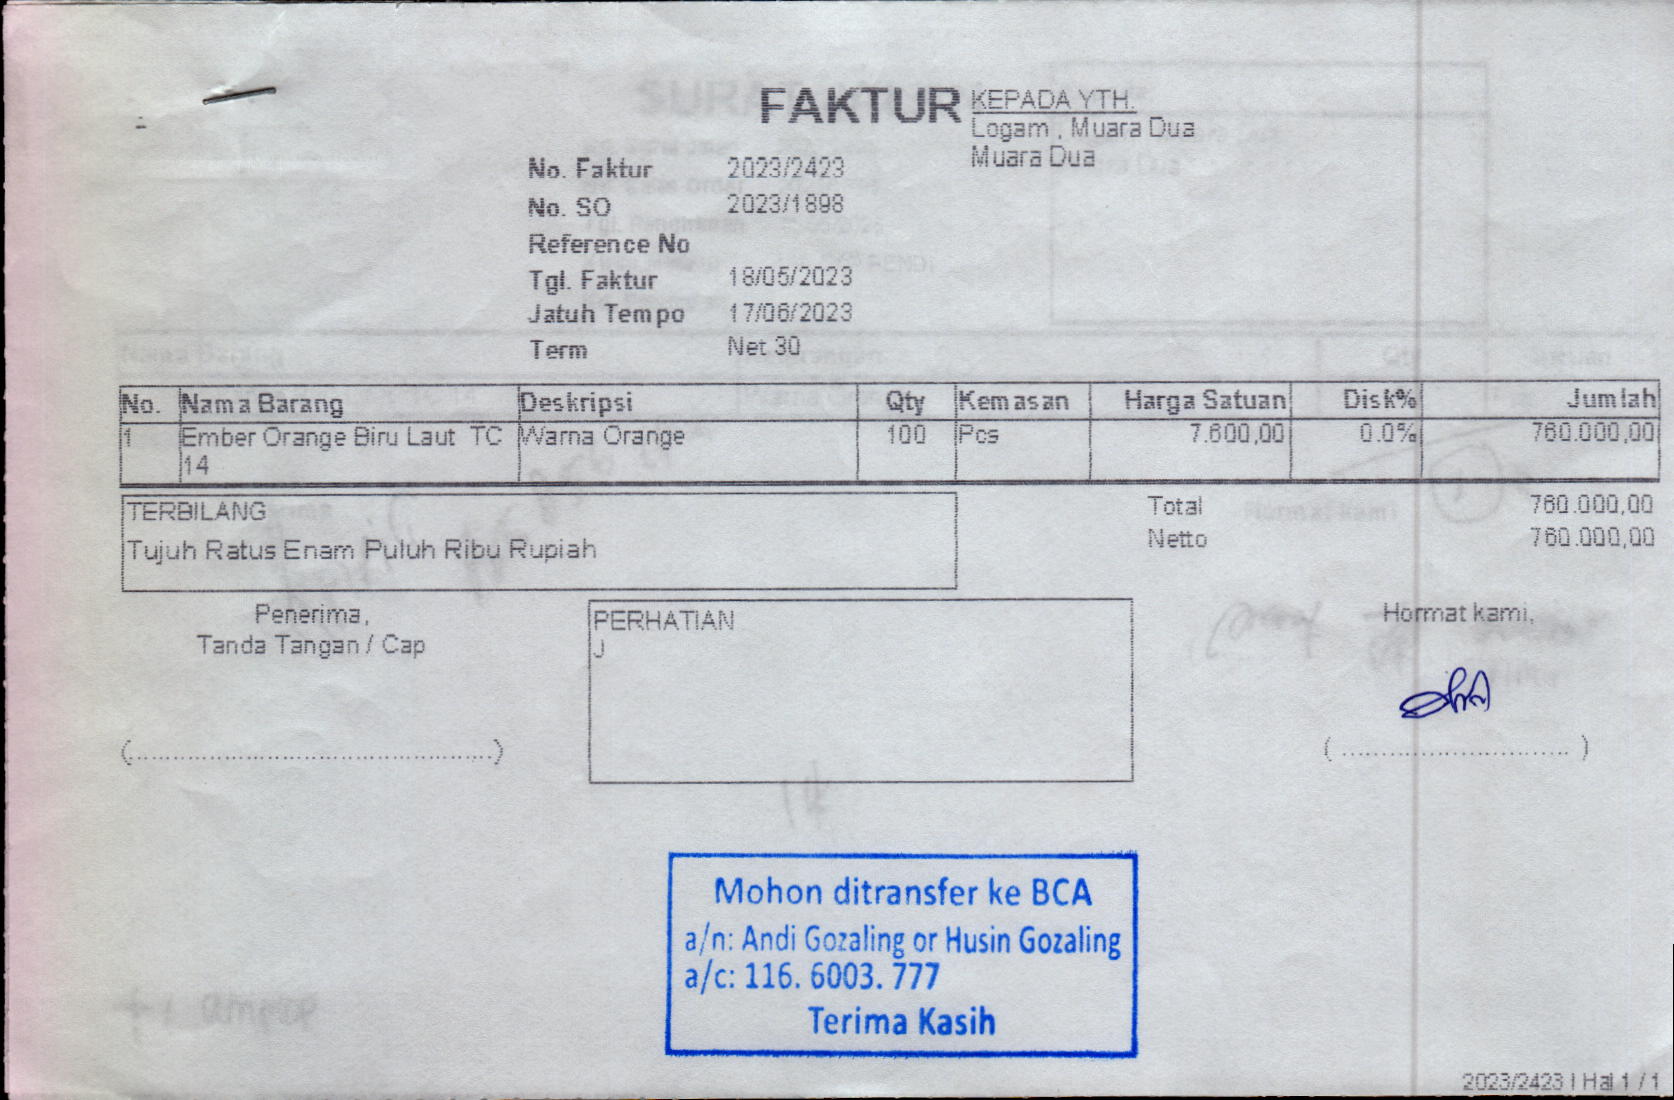 FAKTUR
KEPADA YTH.
Logam , Muara Dua
Muara Dua
No. Faktur 2023/2423
No. SO 2023/1898
Reference No
Tgl. Faktur 18/05/2023
Jatuh Tempo 17/06/2023
Term Net 30
No. Nama Barang Deskripsi Qty Kemasan Harga Satuan Disk% Jumlah
1 Ember Orange Biru Laut TC Warna Orange 100 Pcs 7.600,00 0.0% 760.000,00
14
TERBILANG
Tujuh Ratus Enam Puluh Ribu Rupiah
Total 760.000,00
Netto 760.000,00
Penerima,
Tanda Tangan / Cap
PERHATIAN
J
Hormat kami,
Mohon ditransfer ke BCA
a/n: Andi Gozaling or Husin Gozaling
a/c: 116. 6003. 777
Terima Kasih
2023/2423 | Hal 1 / 1